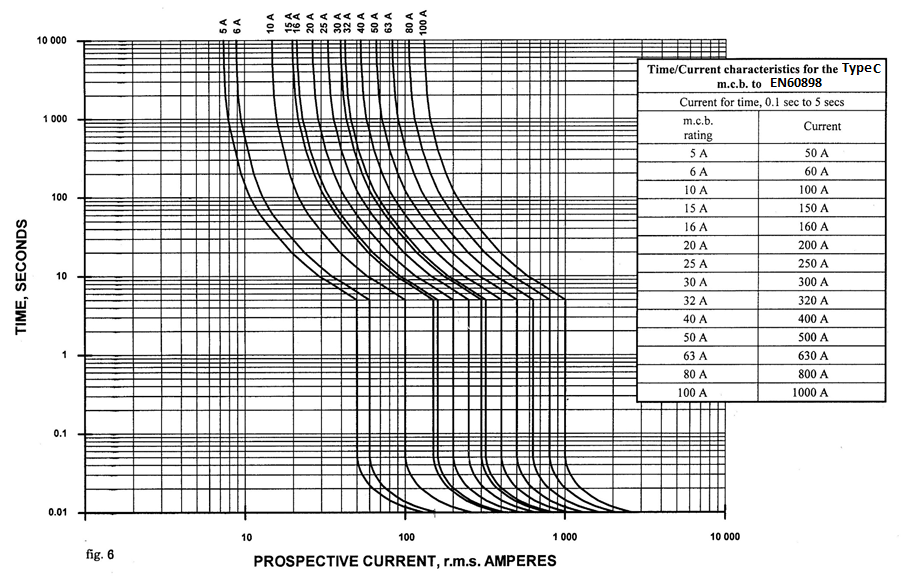 5 A 6 A 10 A 15 A 16 A 20 A 25 A 30 A 32 A 40 A 50 A 63 A 80 A 100 A
10 000
1 000
100
10
1
0.1
0.01
TIME, SECONDS
10 100 1 000 10 000
PROSPECTIVE CURRENT, r.m.s. AMPERES
fig. 6
Time/Current characteristics for the Type C
m.c.b. to EN60898
Current for time, 0.1 sec to 5 secs
m.c.b.
rating Current
5 A 50 A
6 A 60 A
10 A 100 A
15 A 150 A
16 A 160 A
20 A 200 A
25 A 250 A
30 A 300 A
32 A 320 A
40 A 400 A
50 A 500 A
63 A 630 A
80 A 800 A
100 A 1000 A